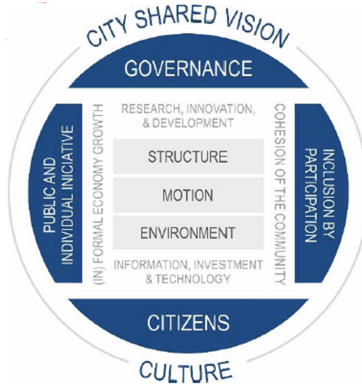 CITY SHARED VISION
GOVERNANCE
PUBLIC AND
INDIVIDUAL INITIATIVE
(IN) FORMAL ECONOMY GROWTH
RESEARCH, INNOVATION,
& DEVELOPMENT
STRUCTURE
MOTION
ENVIRONMENT
INFORMATION, INVESTMENT
& TECHNOLOGY
COHESION OF THE COMMUNITY
INCLUSION BY
PARTICIPATION
CITIZENS
CULTURE